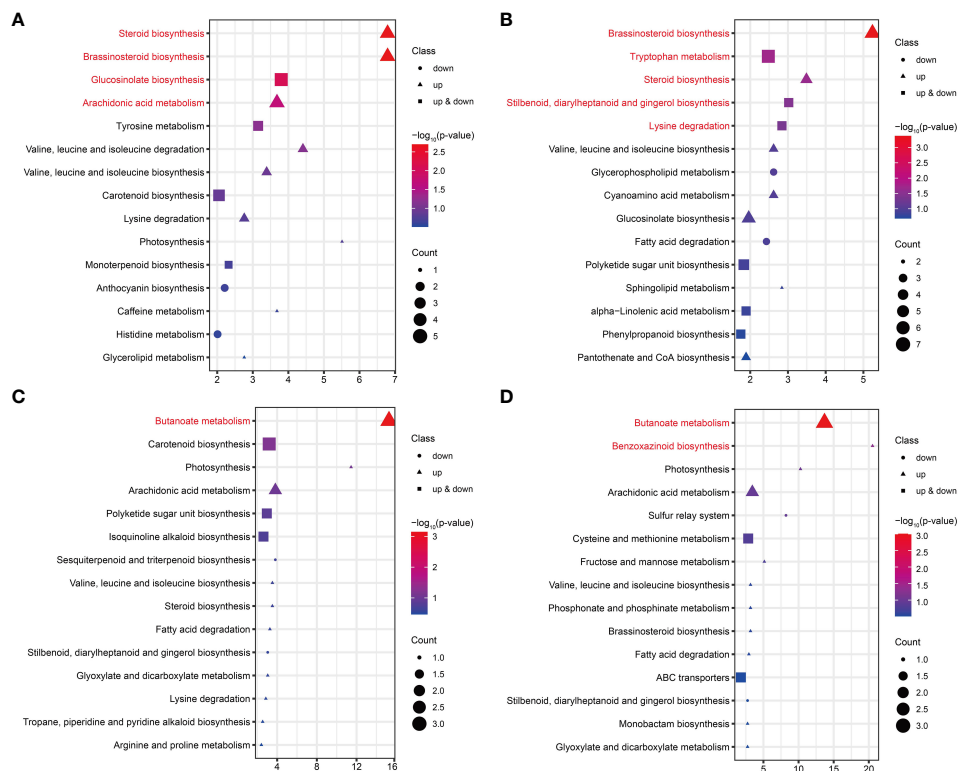 A
Steroid biosynthesis
Brassinosteroid biosynthesis
Glucosinolate biosynthesis
Arachidonic acid metabolism
Tyrosine metabolism
Valine, leucine and isoleucine degradation
Valine, leucine and isoleucine biosynthesis
Carotenoid biosynthesis
Lysine degradation
Photosynthesis
Monoterpenoid biosynthesis
Anthocyanin biosynthesis
Caffeine metabolism
Histidine metabolism
Glycerolipid metabolism
2 3 4 5 6 7
Class
down
up
up & down
−log10(p-value)
2.5
2.0
1.5
1.0
Count
1
2
3
4
5
B
Brassinosteroid biosynthesis
Tryptophan metabolism
Steroid biosynthesis
Stilbenoid, diarylheptanoid and gingerol biosynthesis
Lysine degradation
Valine, leucine and isoleucine biosynthesis
Glycerophospholipid metabolism
Cyanoamino acid metabolism
Glucosinolate biosynthesis
Fatty acid degradation
Polyketide sugar unit biosynthesis
Sphingolipid metabolism
alpha−Linolenic acid metabolism
Phenylpropanoid biosynthesis
Pantothenate and CoA biosynthesis
2 3 4 5
Class
down
up
up & down
−log10(p-value)
3.0
2.5
2.0
1.5
1.0
Count
2
3
4
5
6
7
C
Butanoate metabolism
Carotenoid biosynthesis
Photosynthesis
Arachidonic acid metabolism
Polyketide sugar unit biosynthesis
Isoquinoline alkaloid biosynthesis
Sesquiterpenoid and triterpenoid biosynthesis
Valine, leucine and isoleucine biosynthesis
Steroid biosynthesis
Fatty acid degradation
Stilbenoid, diarylheptanoid and gingerol biosynthesis
Glyoxylate and dicarboxylate metabolism
Lysine degradation
Tropane, piperidine and pyridine alkaloid biosynthesis
Arginine and proline metabolism
4 8 12 16
Class
down
up
up & down
−log10(p-value)
3
2.5
2.0
1.5
1.0
Count
1.0
1.5
2.0
2.5
3.0
D
Butanoate metabolism
Benzoxazinoid biosynthesis
Photosynthesis
Arachidonic acid metabolism
Sulfur relay system
Cysteine and methionine metabolism
Fructose and mannose metabolism
Valine, leucine and isoleucine biosynthesis
Phosphonate and phosphinate metabolism
Brassinosteroid biosynthesis
Fatty acid degradation
ABC transporters
Stilbenoid, diarylheptanoid and gingerol biosynthesis
Monobactam biosynthesis
Glyoxylate and dicarboxylate metabolism
5 10 15 20
Class
down
up
up & down
−log10(p-value)
3.0
2.5
2.0
1.5
1.0
0.5
Count
1.0
1.5
2.0
2.5
3.0